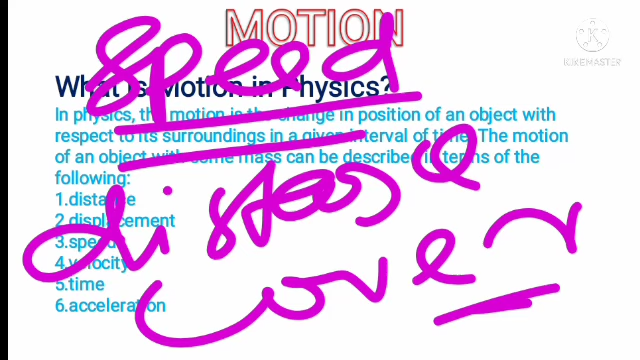 MOTION
KINEMASTER
speed
What is Motion in Physics?
In physics, the motion is the change in position of an object with
respect to its surroundings in a given interval of time. The motion
of an object with some mass can be described in terms of the
following:
1.distance
2.displacement
3.speed
4.velocity
5.time
6.acceleration
cover